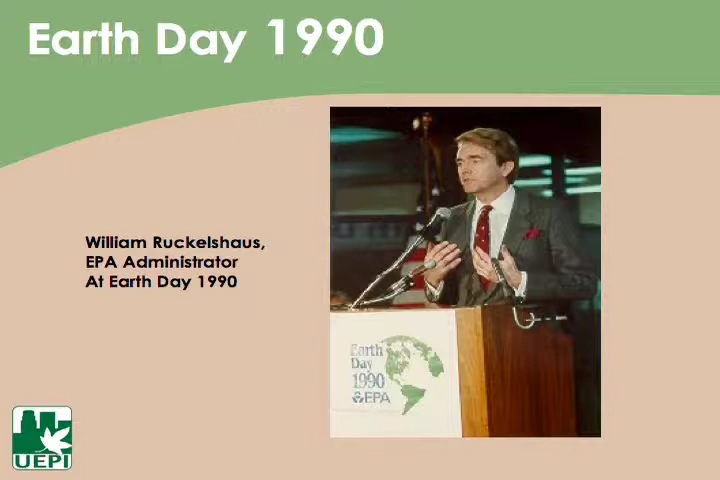 Earth Day 1990
William Ruckelshaus,
EPA Administrator
At Earth Day 1990
Earth
Day
1990
EPA
UEPI